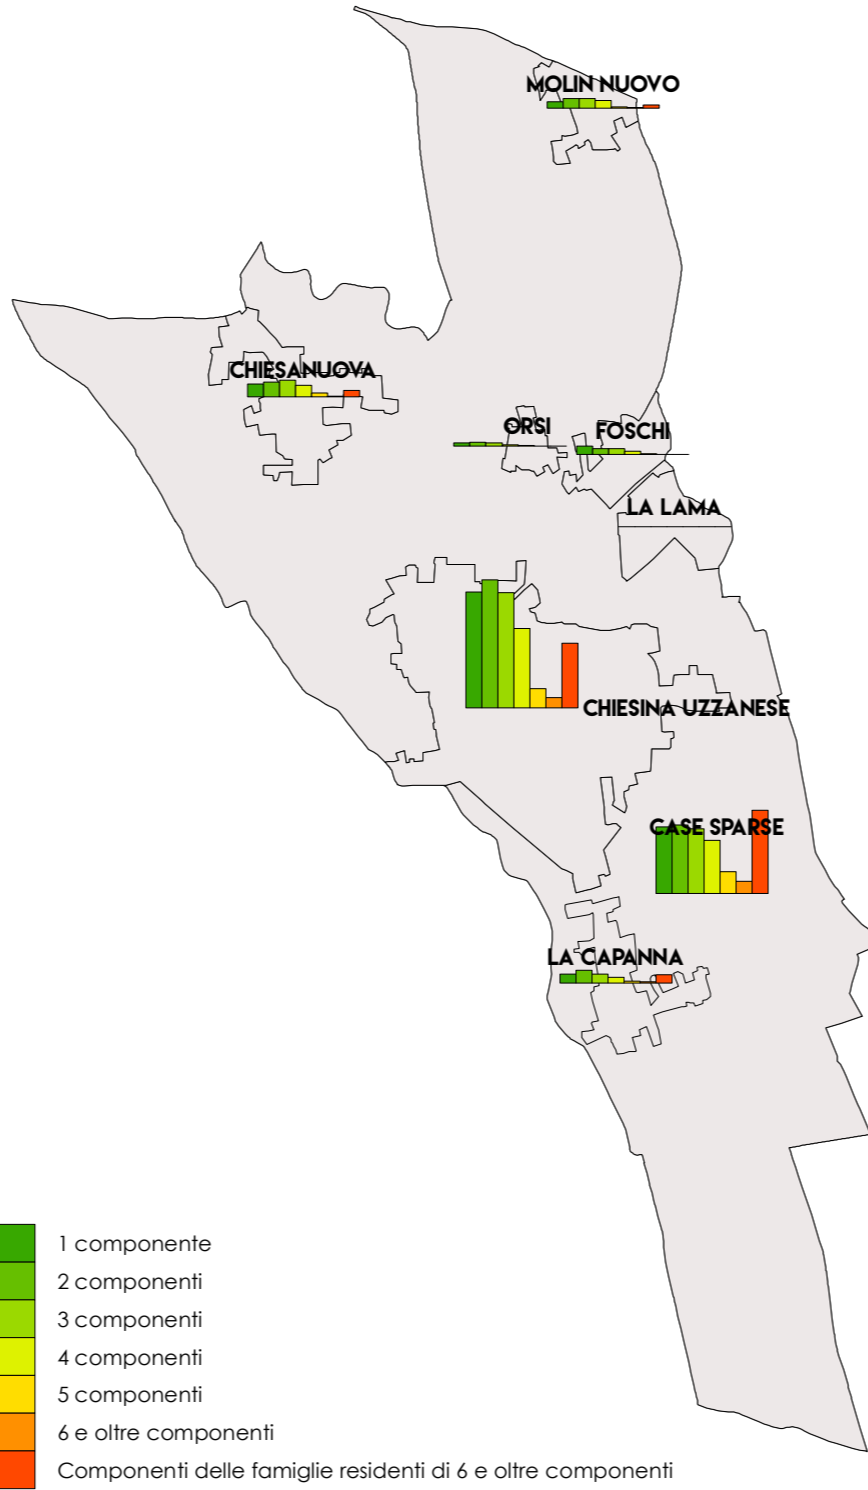 MOLIN NUOVO
CHIESANUOVA
ORSI
FOSCHI
LA LAMA
CHIESINA UZZANESE
CASE SPARSE
LA CAPANNA
1 componente
2 componenti
3 componenti
4 componenti
5 componenti
6 e oltre componenti
Componenti delle famiglie residenti di 6 e oltre componenti